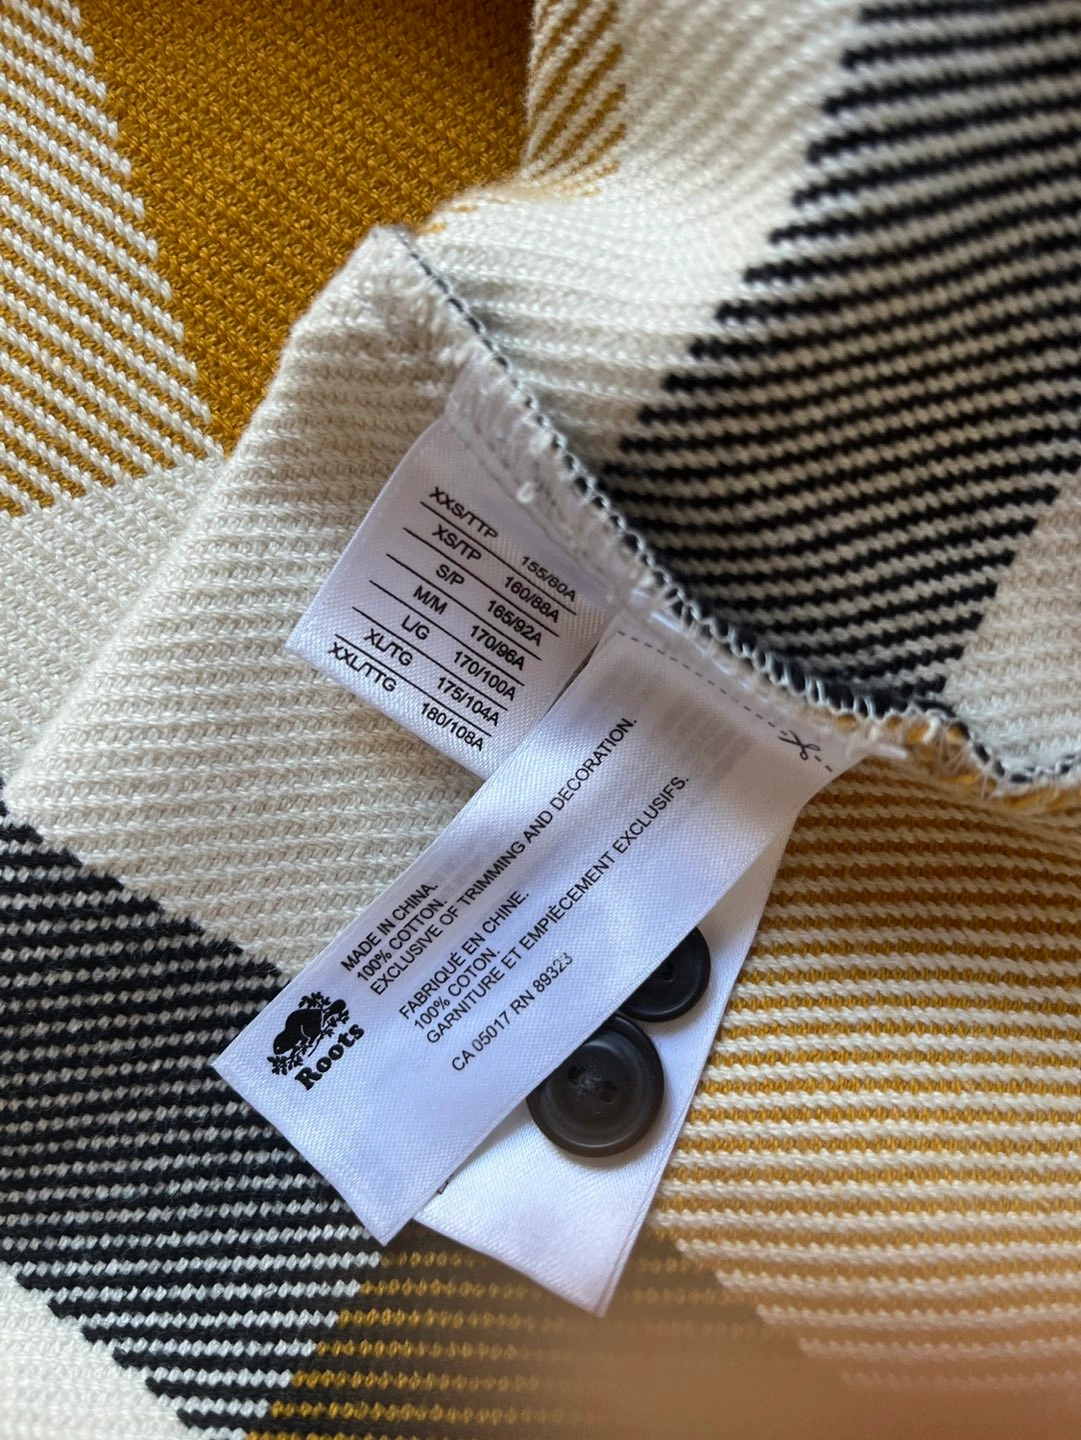 XXS/TTP 155/80A
XS/TP 160/88A
S/P 165/92A
M/M 170/96A
L/G 170/100A
XL/TG 175/104A
XXL/TTG 180/108A
MADE IN CHINA.
100% COTTON.
EXCLUSIVE OF TRIMMING AND DECORATION.
FABRIQUÉ EN CHINE.
100% COTON.
GARNITURE ET EMPIÈCEMENT EXCLUSIFS.
CA 05017 RN 89323
Roots